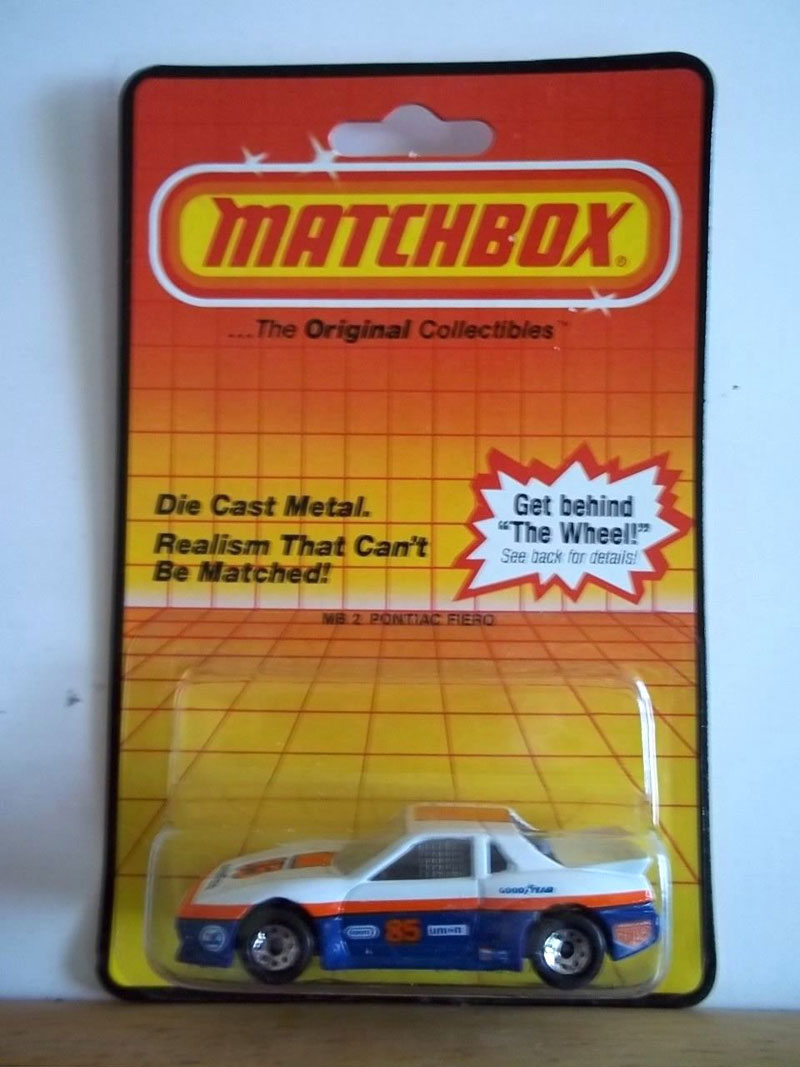 MATCHBOX®
...The Original Collectibles™
Die Cast Metal.
Realism That Can't
Be Matched!
Get behind
"The Wheel!"
See back for details!
MB 2 PONTIAC FIERO
GOODYEAR
85